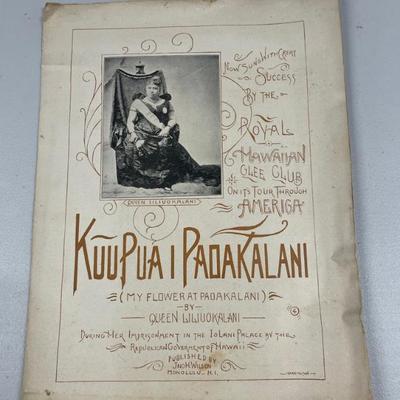 Now Sung With Great
Success
By the
Royal
Hawaiian
Glee Club
On its Tour Through
America
Queen Liliuokalani
Kuu Pua I Paoakalani
(My Flower at Paoakalani)
by
Queen Liliuokalani
During Her Imprisonment in the Iolani Palace by the
Republican Goverment of Hawaii
Published by
Jno. H. Wilson
Honolulu, H.I.